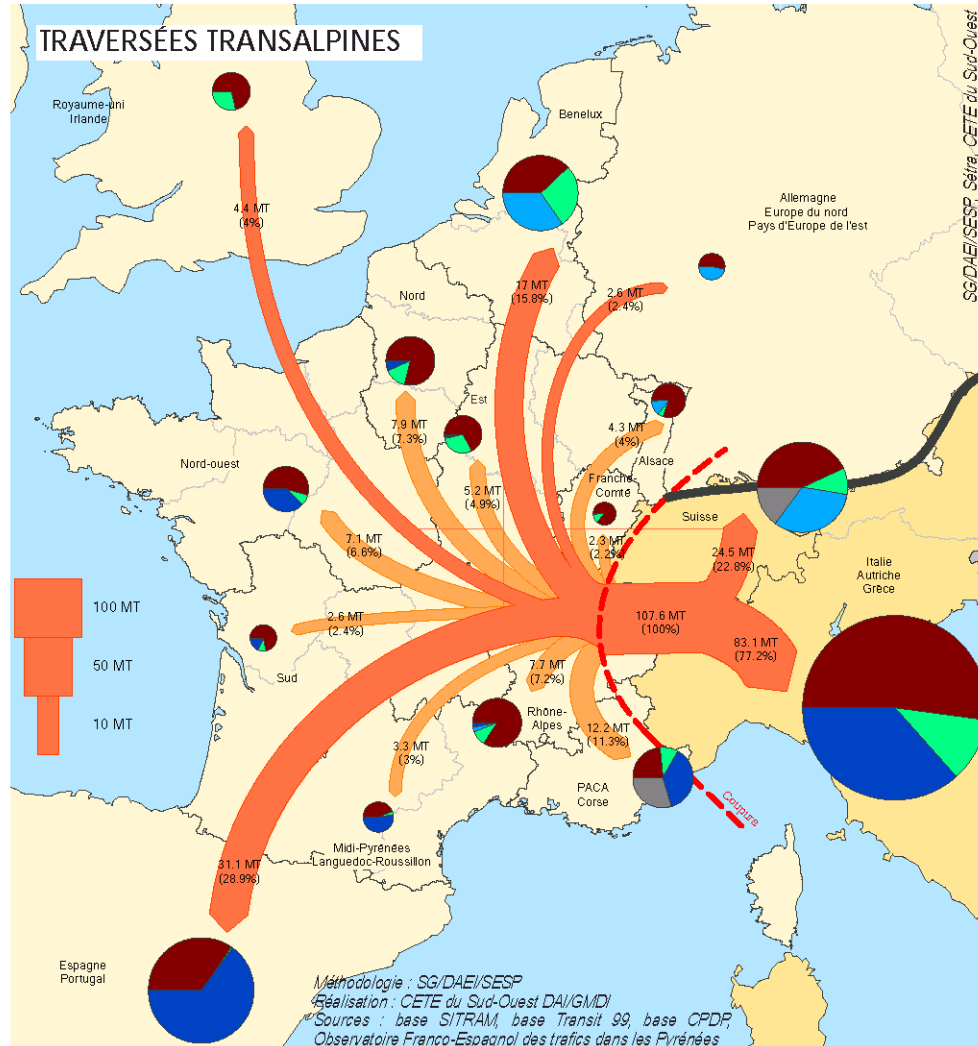 TRAVERSÉES TRANSALPINES
SG/DAEI/SESP, Sétra, CETE du Sud-Ouest
Royaume-uni
Irlande
Benelux
Allemagne
Europe du nord
Pays d'Europe de l'est
4.4 MT
(4%)
Nord
17 MT
(15.8%)
2.6 MT
(2.4%)
Est
7.9 MT
(7.3%)
4.3 MT
(4%)
Alsace
Nord-ouest
5.2 MT
(4.9%)
Franche
Comté
Suisse
7.1 MT
(6.6%)
2.3 MT
(2.2%)
24.5 MT
(22.8%)
Italie
Autriche
Grèce
100 MT
50 MT
10 MT
2.6 MT
(2.4%)
107.6 MT
(100%)
83.1 MT
(77.2%)
Sud
7.7 MT
(7.2%)
Rhône-
Alpes
12.2 MT
(11.3%)
3.3 MT
(3%)
PACA
Corse
Coupure
Midi-Pyrénées
Languedoc-Roussillon
31.1 MT
(28.9%)
Espagne
Portugal
Méthodologie : SG/DAEI/SESP
Réalisation : CETE du Sud-Ouest DAI/GMDI
Sources : base SITRAM, base Transit 99, base CPDP,
Observatoire Franco-Espagnol des trafics dans les Pyrénées